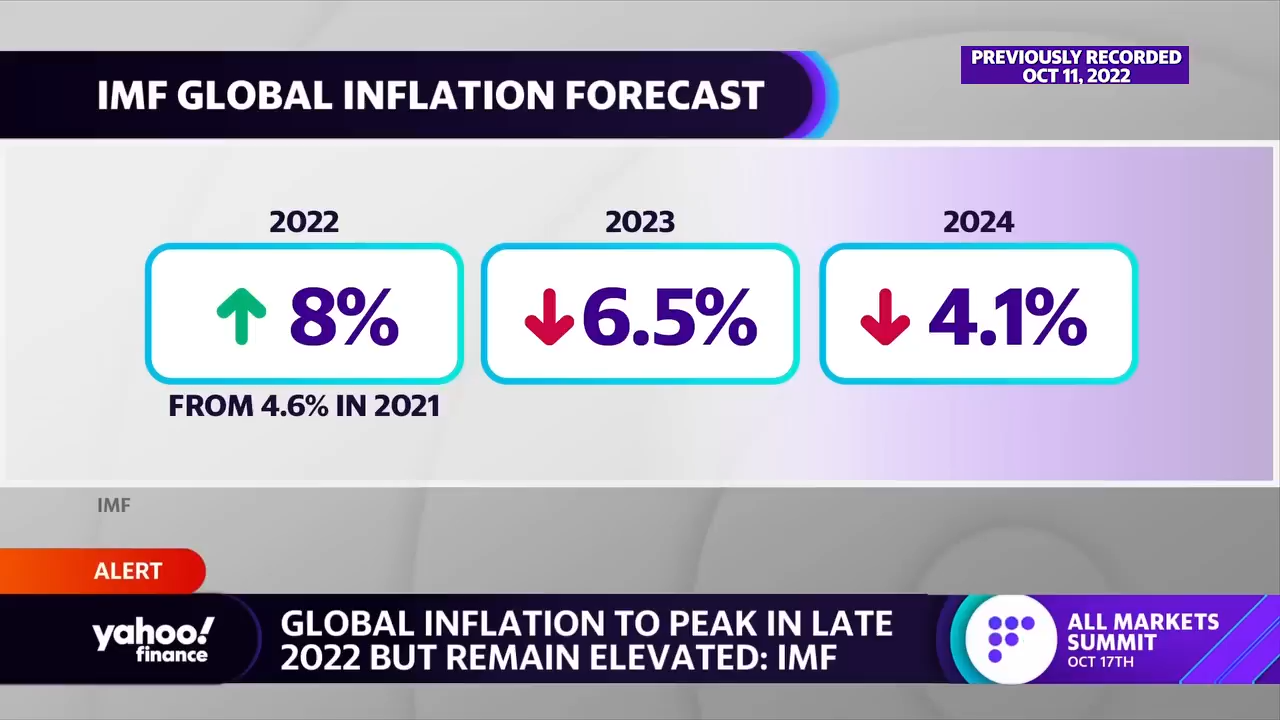 PREVIOUSLY RECORDED
OCT 11, 2022
IMF GLOBAL INFLATION FORECAST
2022
2023
2024
8%
6.5%
4.1%
FROM 4.6% IN 2021
IMF
ALERT
yahoo!
finance
GLOBAL INFLATION TO PEAK IN LATE
2022 BUT REMAIN ELEVATED: IMF
ALL MARKETS
SUMMIT
OCT 17TH